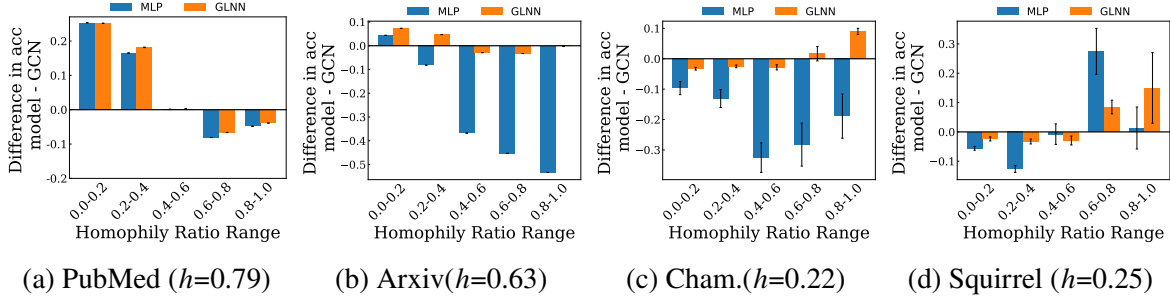 MLP GLNN
Difference in acc
model - GCN
0.2
0.1
0.0
−0.1
−0.2
0.0-0.2
0.2-0.4
0.4-0.6
0.6-0.8
0.8-1.0
Homophily Ratio Range
(a) PubMed (h=0.79)
MLP GLNN
Difference in acc
model - GCN
0.1
0.0
−0.1
−0.2
−0.3
−0.4
−0.5
0.0-0.2
0.2-0.4
0.4-0.6
0.6-0.8
0.8-1.0
Homophily Ratio Range
(b) Arxiv(h=0.63)
MLP GLNN
Difference in acc
model - GCN
0.1
0.0
−0.1
−0.2
−0.3
0.0-0.2
0.2-0.4
0.4-0.6
0.6-0.8
0.8-1.0
Homophily Ratio Range
(c) Cham.(h=0.22)
MLP GLNN
Difference in acc
model - GCN
0.3
0.2
0.1
0.0
−0.1
0.0-0.2
0.2-0.4
0.4-0.6
0.6-0.8
0.8-1.0
Homophily Ratio Range
(d) Squirrel (h=0.25)